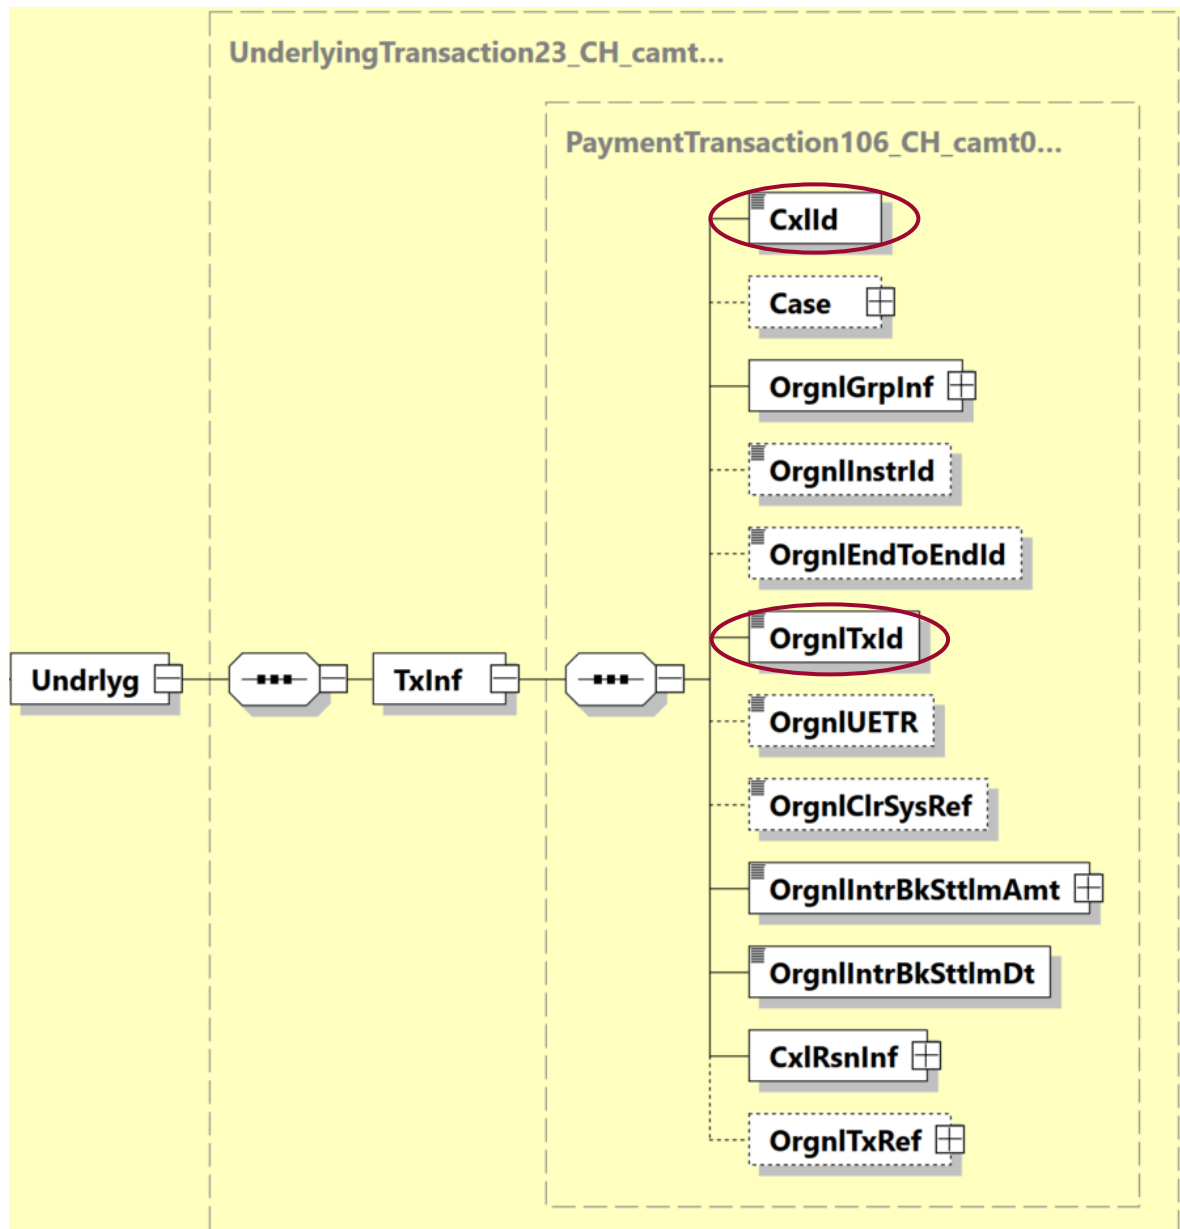 UnderlyingTransaction23_CH_camt...
PaymentTransaction106_CH_camt0...
CxlId
Case
OrgnlGrpInf
OrgnlInstrId
OrgnlEndToEndId
OrgnlTxId
Undrlyg
TxInf
OrgnlUETR
OrgnlClrSysRef
OrgnlIntrBkSttlmAmt
OrgnlIntrBkSttlmDt
CxlRsnInf
OrgnlTxRef